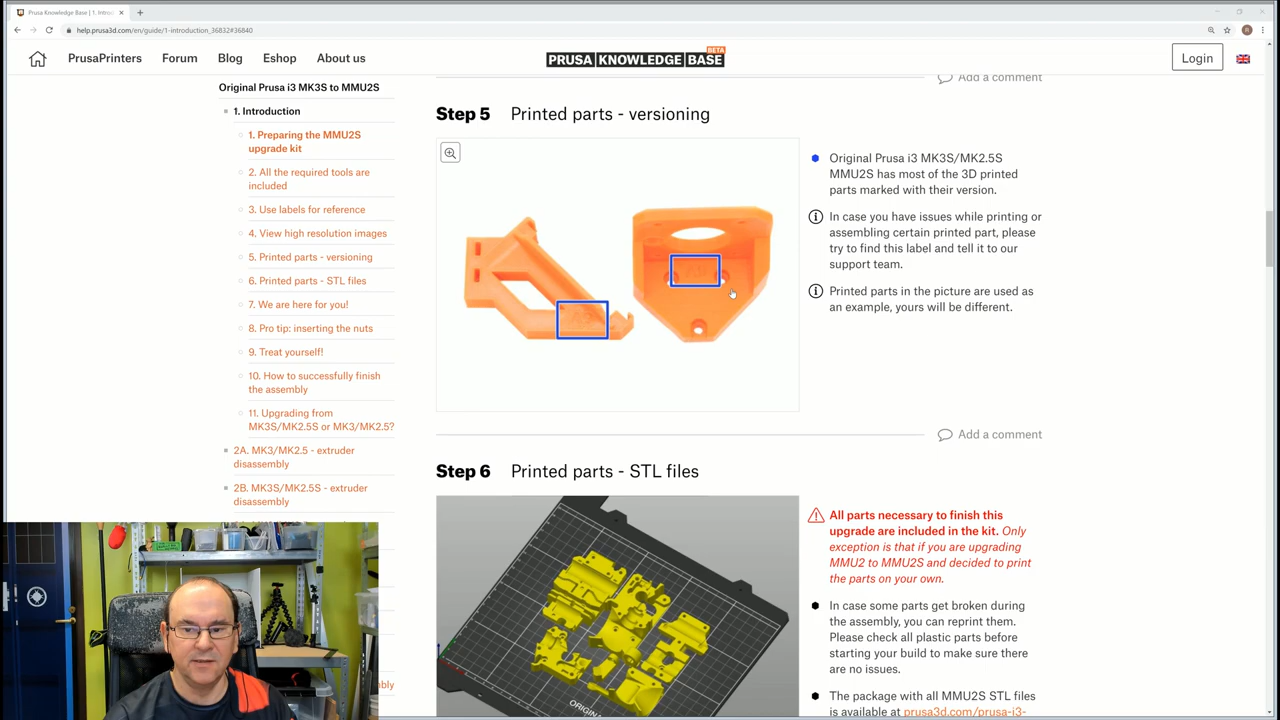 Prusa Knowledge Base | 1. Introd
help.prusa3d.com/en/guide/1-introduction_36832#36840
R
PrusaPrinters
Forum
Blog
Eshop
About us
PRUSA KNOWLEDGE BASE
BETA
Login
Original Prusa i3 MK3S to MMU2S
1. Introduction
1. Preparing the MMU2S
upgrade kit
2. All the required tools are
included
3. Use labels for reference
4. View high resolution images
5. Printed parts - versioning
6. Printed parts - STL files
7. We are here for you!
8. Pro tip: inserting the nuts
9. Treat yourself!
10. How to successfully finish
the assembly
11. Upgrading from
MK3S/MK2.5S or MK3/MK2.5?
2A. MK3/MK2.5 - extruder
disassembly
2B. MK3S/MK2.5S - extruder
disassembly
bly
Add a comment
Step 5 Printed parts - versioning
Original Prusa i3 MK3S/MK2.5S
MMU2S has most of the 3D printed
parts marked with their version.
In case you have issues while printing or
assembling certain printed part, please
try to find this label and tell it to our
support team.
Printed parts in the picture are used as
an example, yours will be different.
Add a comment
Step 6 Printed parts - STL files
ORIGINAL
All parts necessary to finish this
upgrade are included in the kit. Only
exception is that if you are upgrading
MMU2 to MMU2S and decided to print
the parts on your own.
In case some parts get broken during
the assembly, you can reprint them.
Please check all plastic parts before
starting your build to make sure there
are no issues.
The package with all MMU2S STL files
is available at prusa3d.com/prusa-i3-